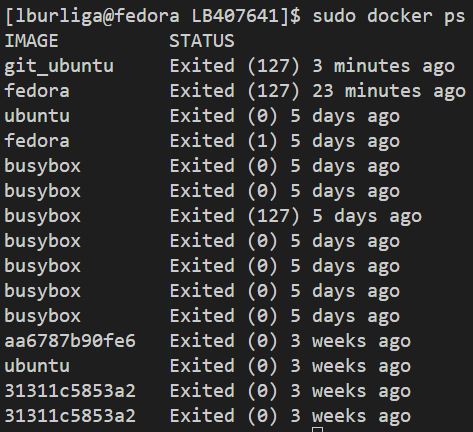 [lburliga@fedora LB407641]$ sudo docker ps
IMAGE STATUS
git_ubuntu Exited (127) 3 minutes ago
fedora Exited (127) 23 minutes ago
ubuntu Exited (0) 5 days ago
fedora Exited (1) 5 days ago
busybox Exited (0) 5 days ago
busybox Exited (0) 5 days ago
busybox Exited (127) 5 days ago
busybox Exited (0) 5 days ago
busybox Exited (0) 5 days ago
busybox Exited (0) 5 days ago
busybox Exited (0) 5 days ago
aa6787b90fe6 Exited (0) 3 weeks ago
ubuntu Exited (0) 3 weeks ago
31311c5853a2 Exited (0) 3 weeks ago
31311c5853a2 Exited (0) 3 weeks ago